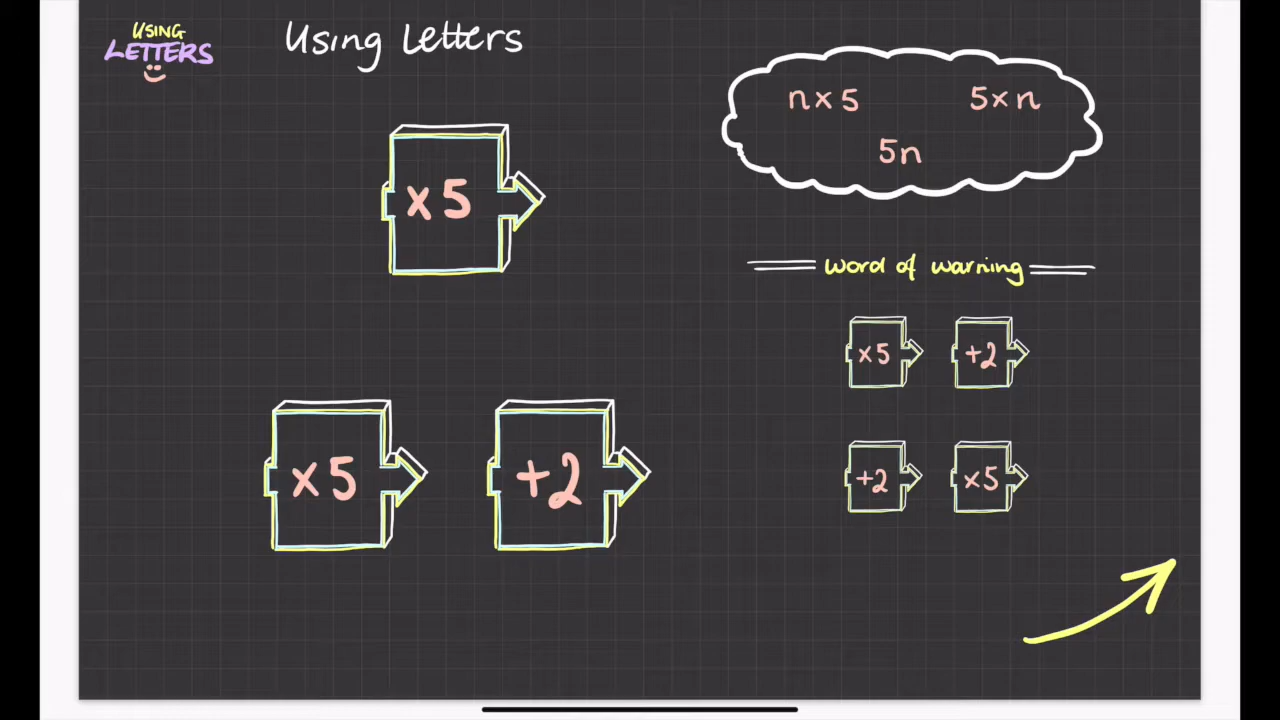 USING
LETTERS
Using Letters
n x 5
5 x n
5n
x 5
word of warning
x 5
+2
x 5
+2
+2
x 5